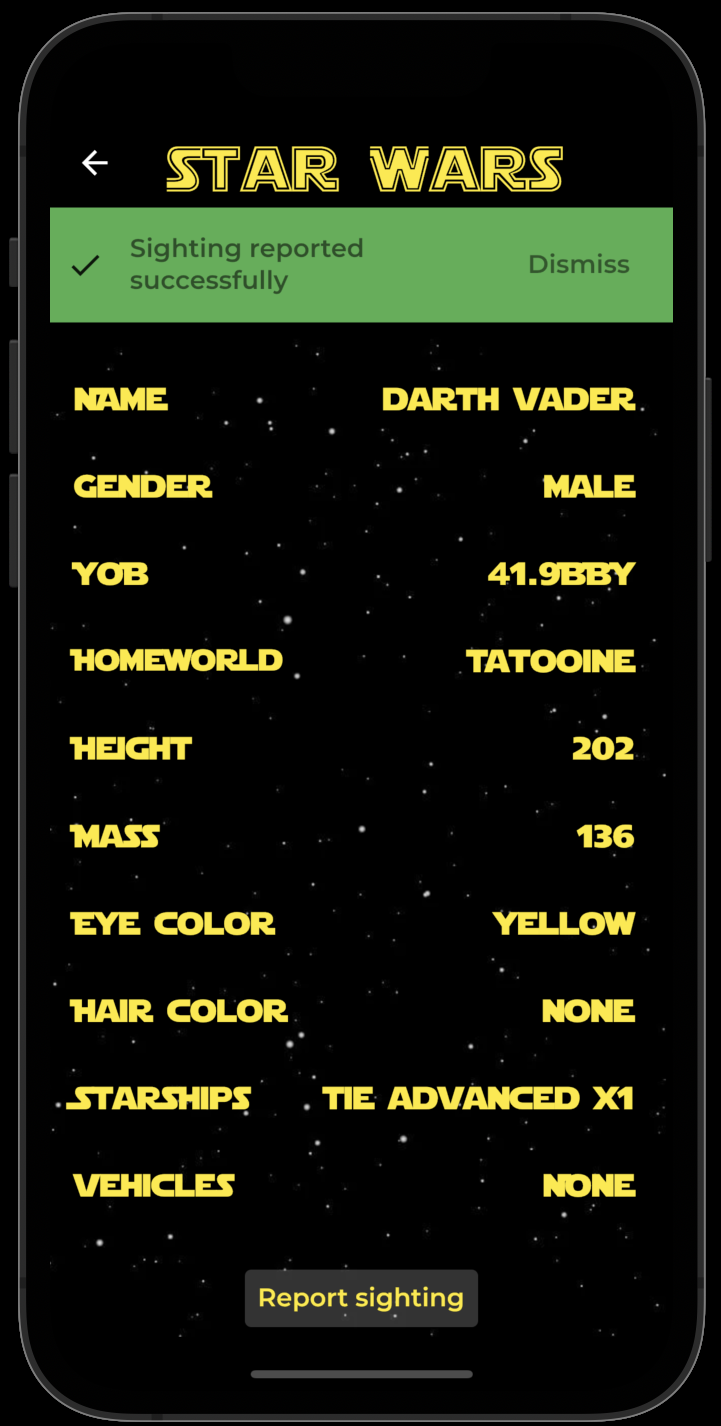 STAR WARS
Sighting reported
successfully
Dismiss
NAME DARTH VADER
GENDER MALE
YOB 41.9BBY
HOMEWORLD TATOOINE
HEIGHT 202
MASS 136
EYE COLOR YELLOW
HAIR COLOR NONE
STARSHIPS TIE ADVANCED X1
VEHICLES NONE
Report sighting